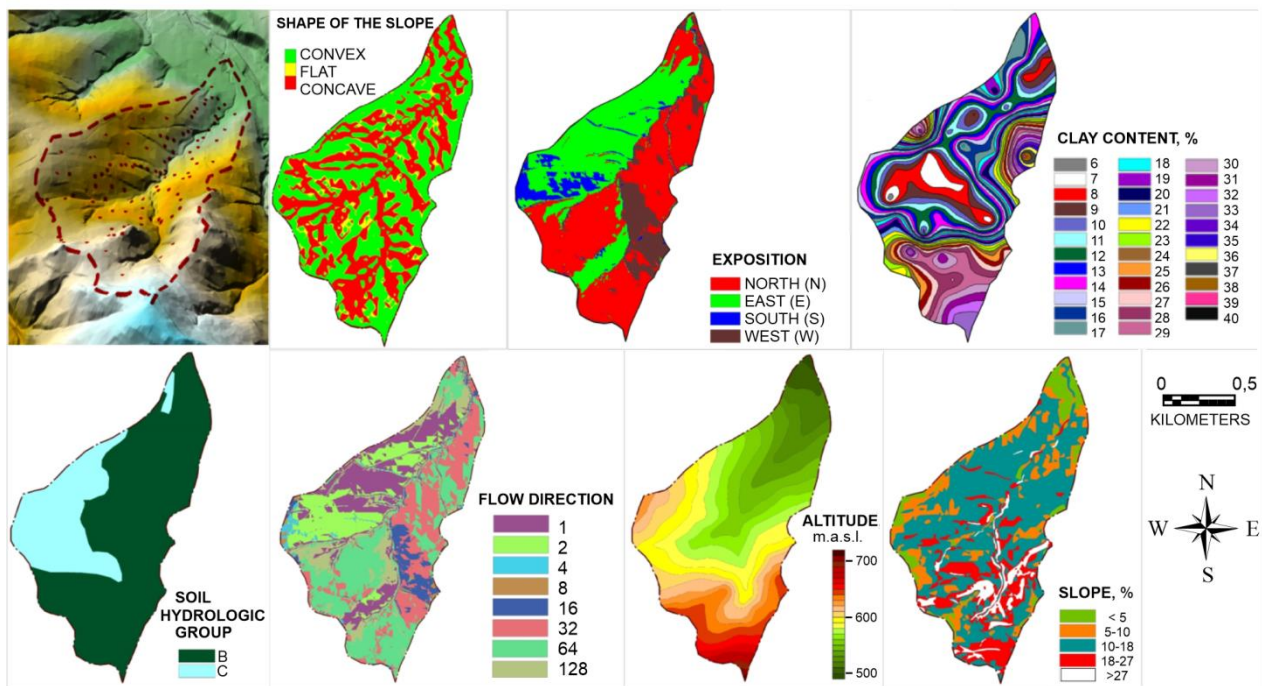 SHAPE OF THE SLOPE
CONVEX
FLAT
CONCAVE
EXPOSITION
NORTH (N)
EAST (E)
SOUTH (S)
WEST (W)
CLAY CONTENT, %
6 18 30
7 19 31
8 20 32
9 21 33
10 22 34
11 23 35
12 24 36
13 25 37
14 26 38
15 27 39
16 28 40
17 29
SOIL
HYDROLOGIC
GROUP
B
C
FLOW DIRECTION
1
2
4
8
16
32
64
128
ALTITUDE
m.a.s.l.
700
600
500
SLOPE, %
< 5
5-10
10-18
18-27
>27
0 0,5
KILOMETERS
N
W E
S